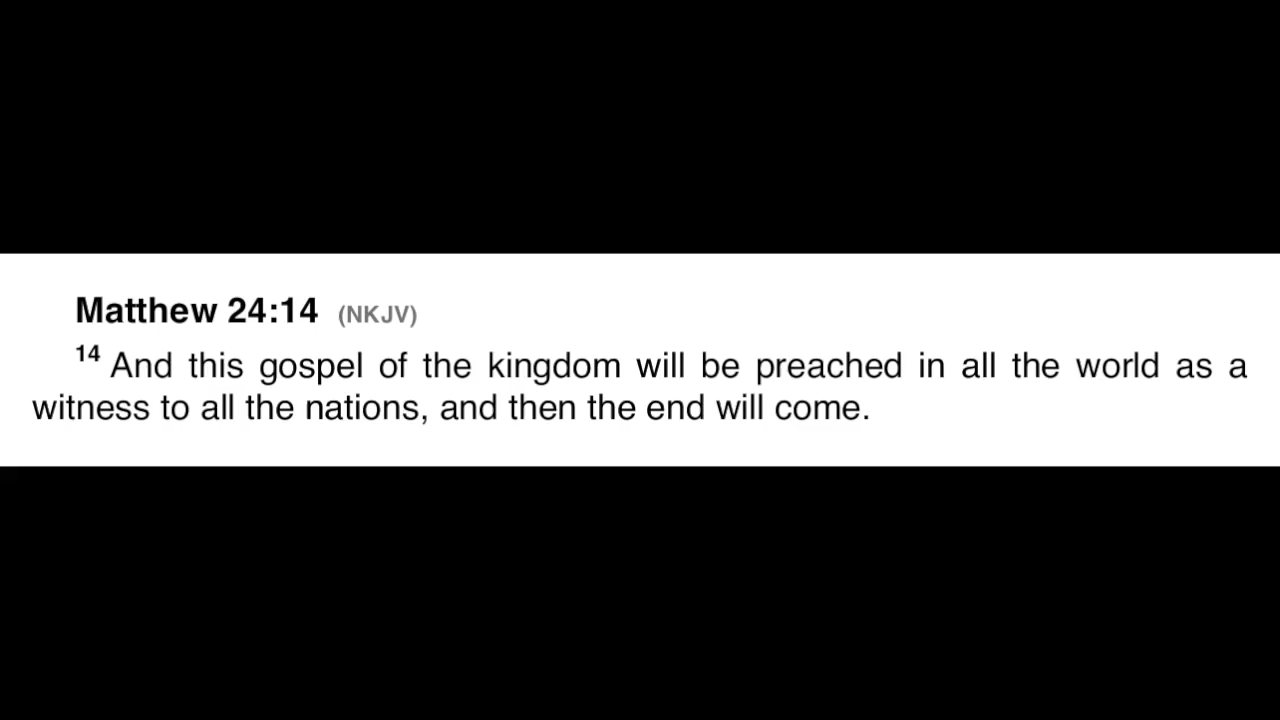 Matthew 24:14 (NKJV)
14 And this gospel of the kingdom will be preached in all the world as a
witness to all the nations, and then the end will come.